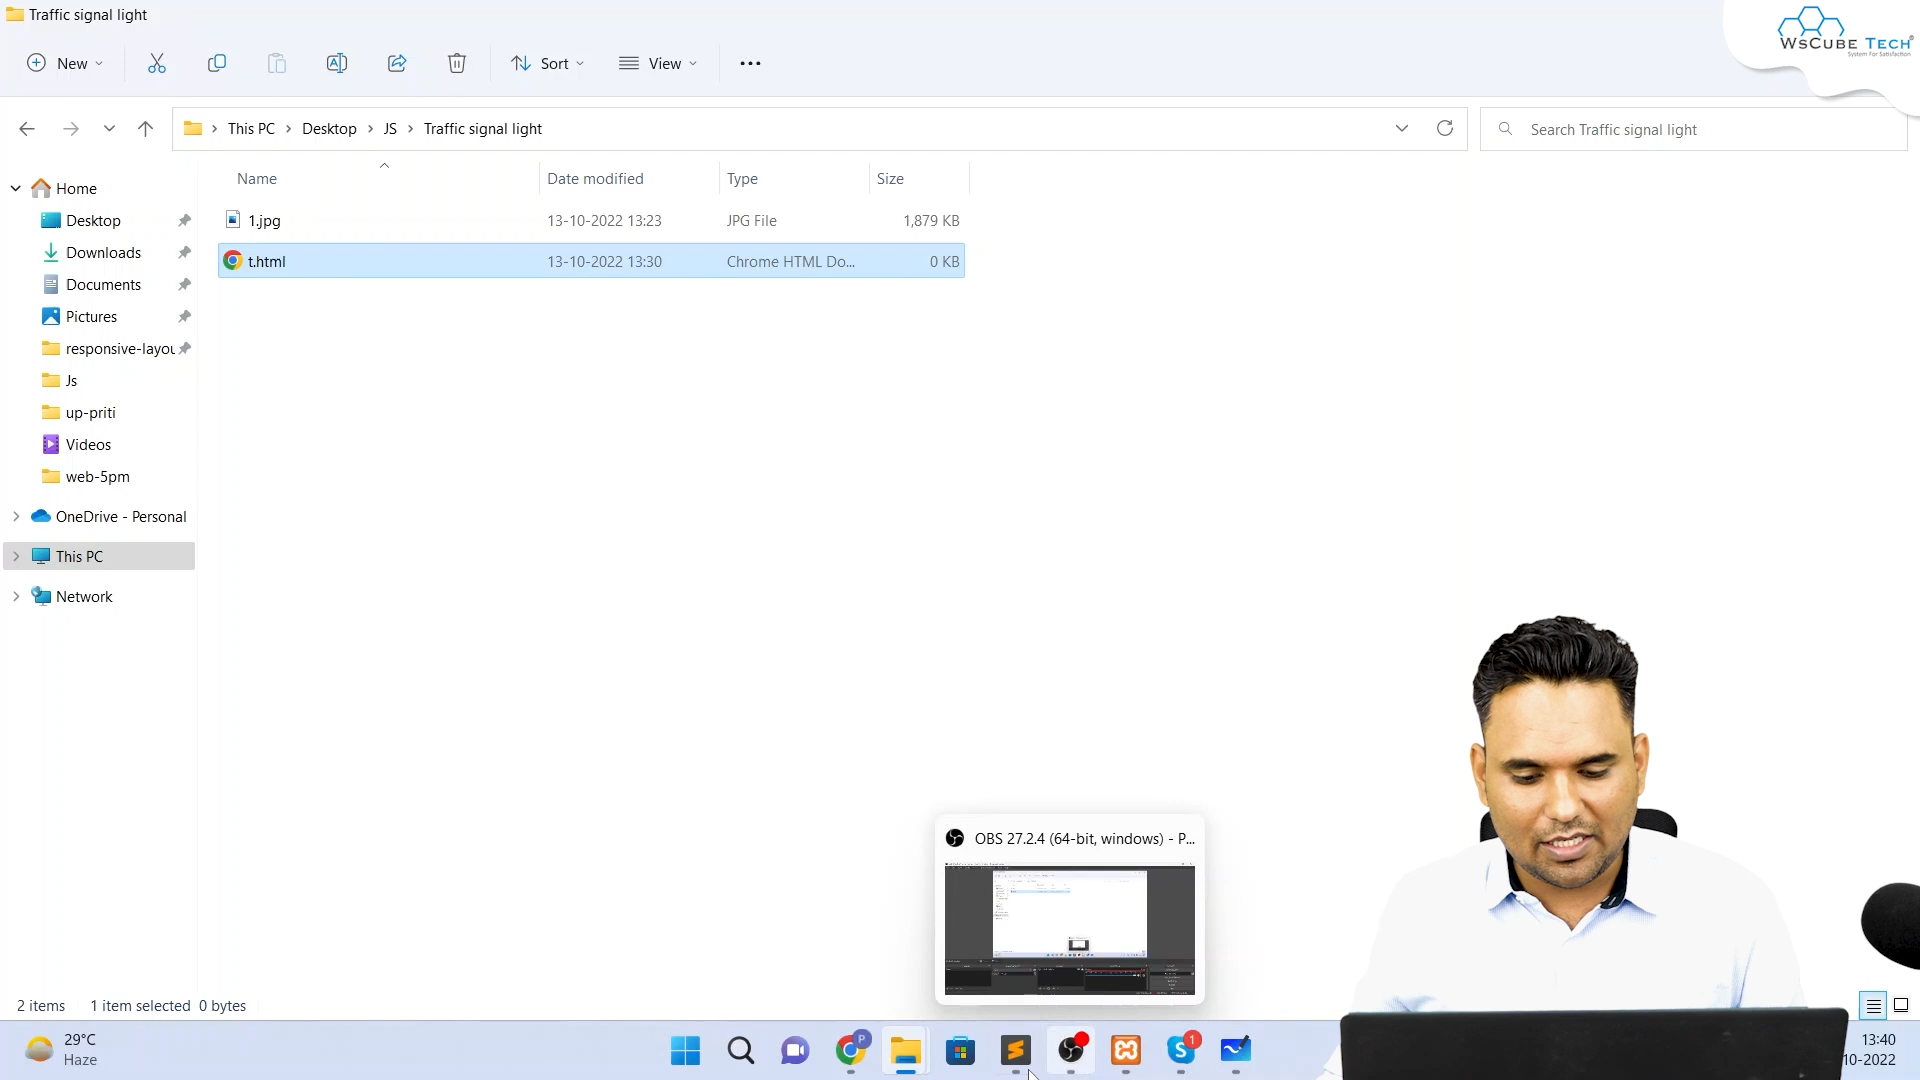 Traffic signal light
WsCube Tech®
System For Satisfaction
New
Sort
View
This PC
Desktop
JS
Traffic signal light
Search Traffic signal light
Name
Date modified
Type
Size
1.jpg
13-10-2022 13:23
JPG File
1,879 KB
t.html
13-10-2022 13:30
Chrome HTML Do...
0 KB
Home
Desktop
Downloads
Documents
Pictures
responsive-layou
Js
up-priti
Videos
web-5pm
OneDrive - Personal
This PC
Network
OBS 27.2.4 (64-bit, windows) - P...
2 items
1 item selected 0 bytes
29°C
Haze
P
1
13:40
10-2022